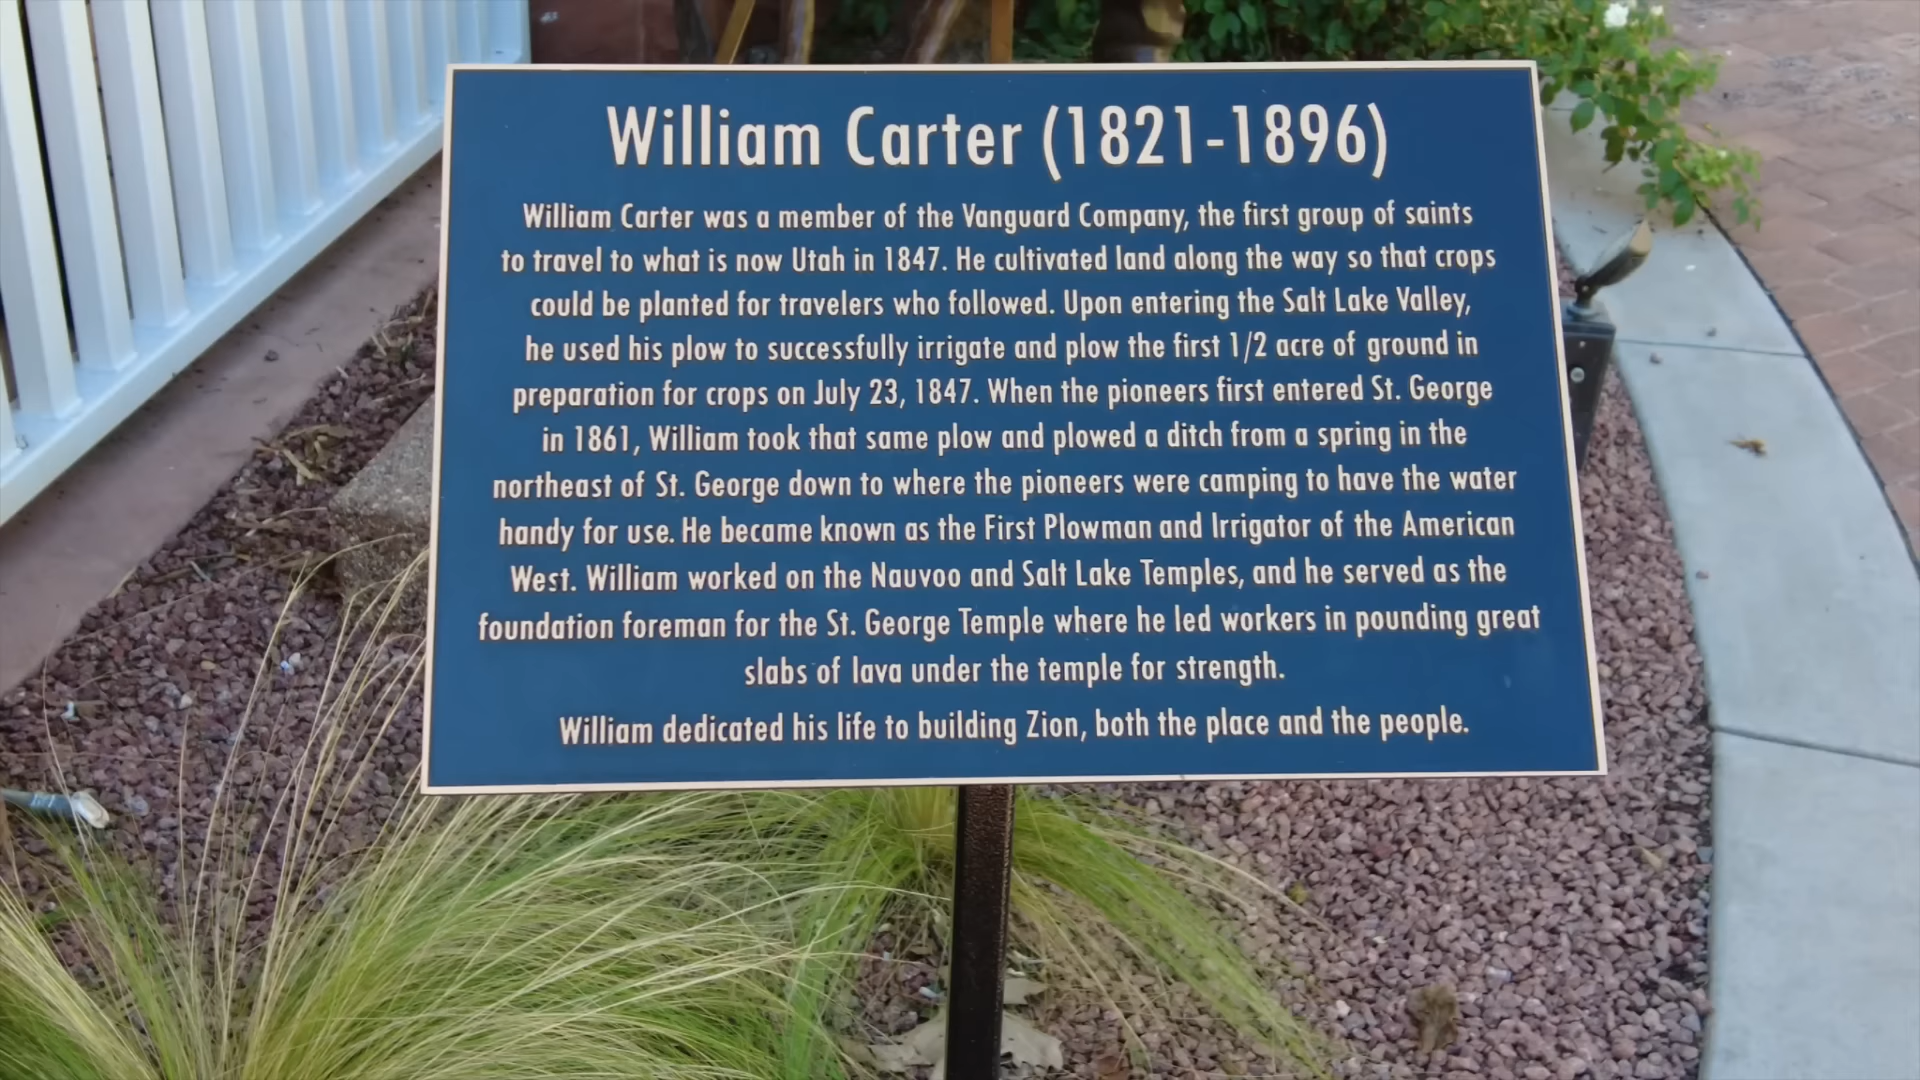 William Carter (1821-1896)
William Carter was a member of the Vanguard Company, the first group of saints
to travel to what is now Utah in 1847. He cultivated land along the way so that crops
could be planted for travelers who followed. Upon entering the Salt Lake Valley,
he used his plow to successfully irrigate and plow the first 1/2 acre of ground in
preparation for crops on July 23, 1847. When the pioneers first entered St. George
in 1861, William took that same plow and plowed a ditch from a spring in the
northeast of St. George down to where the pioneers were camping to have the water
handy for use. He became known as the First Plowman and Irrigator of the American
West. William worked on the Nauvoo and Salt Lake Temples, and he served as the
foundation foreman for the St. George Temple where he led workers in pounding great
slabs of lava under the temple for strength.
William dedicated his life to building Zion, both the place and the people.